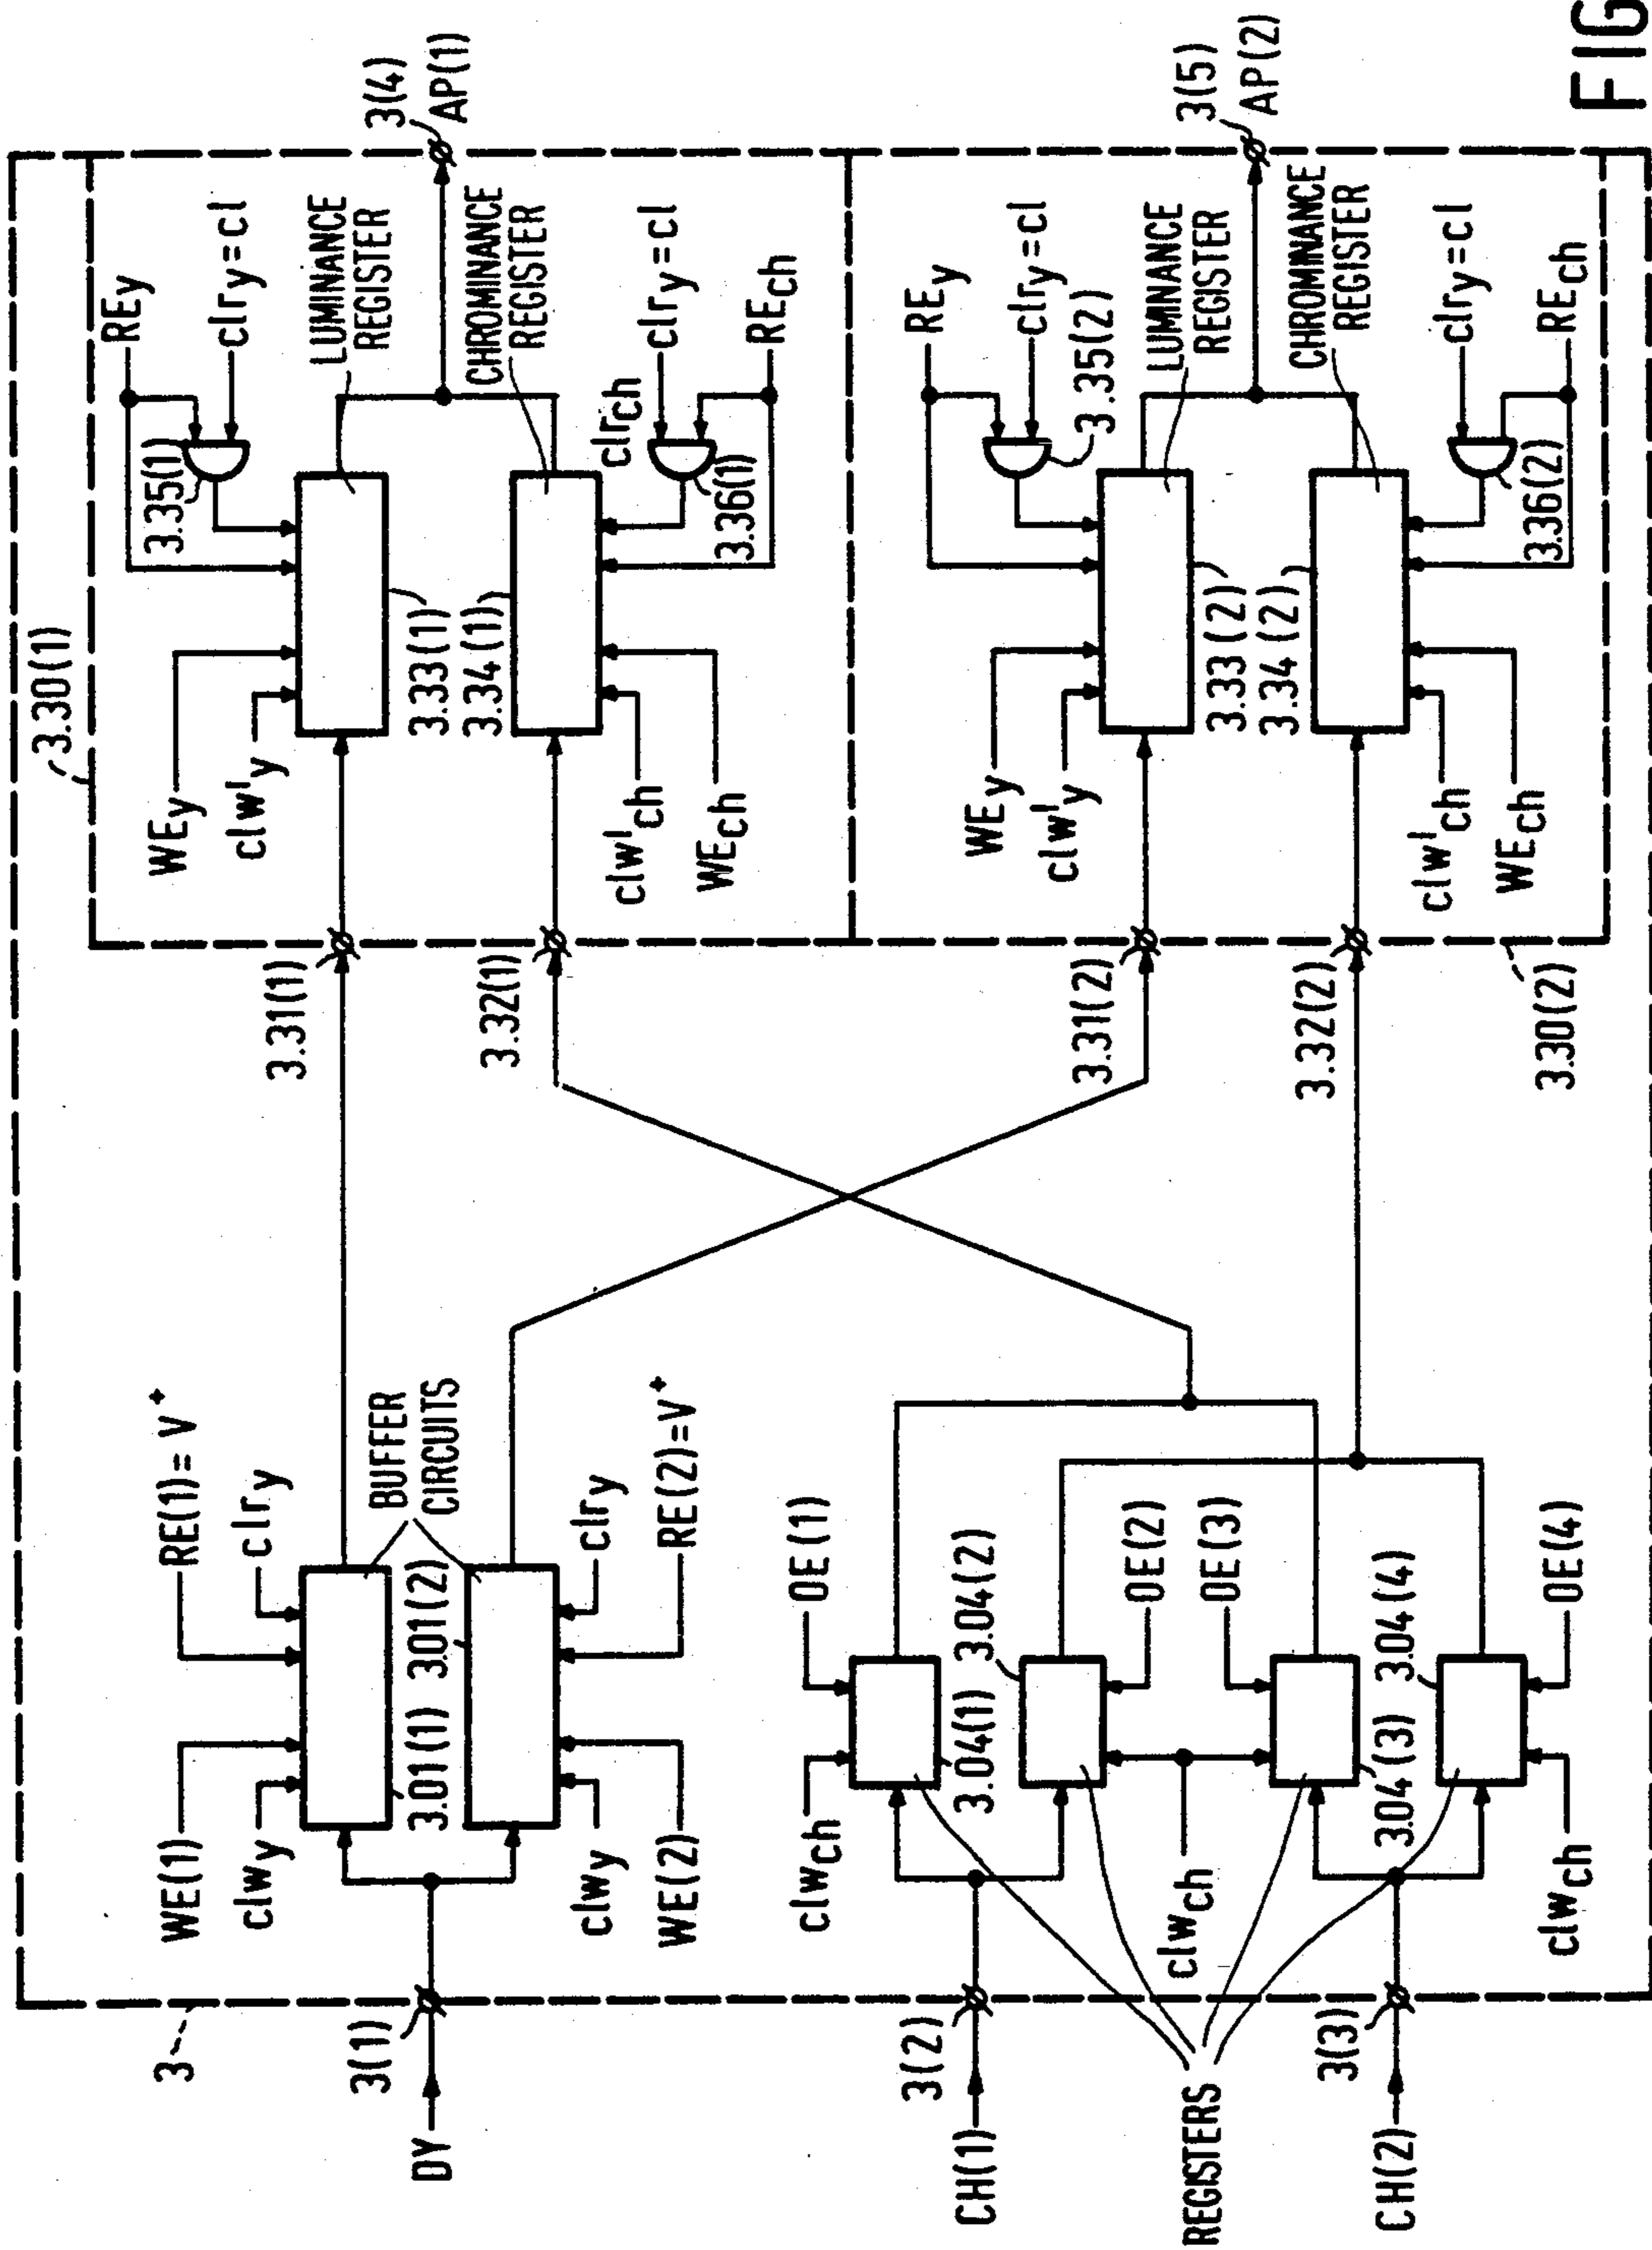 3
3(1)
DY
WE(1)
clwy
RE(1)=V+
clry
BUFFER
CIRCUITS
3.01(1)
3.01(2)
clwy
WE(2)
clry
RE(2)=V+
3(2)
CH(1)
clwch
OE(1)
3.04(1)
3.04(2)
OE(2)
clwch
OE(3)
3.04(3)
3.04(4)
OE(4)
clwch
3(3)
CH(2)
REGISTERS
3.30(1)
3.31(1)
3.32(1)
WEy
clw'y
REy
clry=cl
3.35(1)
LUMINANCE
REGISTER
3.33(1)
3.34(1)
CHROMINANCE
REGISTER
clw'ch
WEch
clrch
clry=cl
3.36(1)
REch
3(4)
AP(1)
3.31(2)
3.32(2)
3.30(2)
WEy
clw'y
REy
clry=cl
3.35(2)
LUMINANCE
REGISTER
3.33(2)
3.34(2)
CHROMINANCE
REGISTER
clw'ch
WEch
clry=cl
3.36(2)
REch
3(5)
AP(2)
FIG